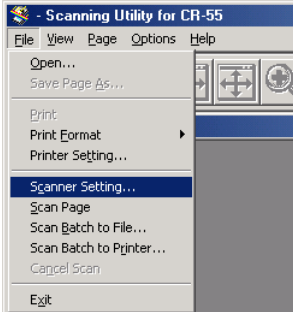 - Scanning Utility for CR-55
File View Page Options Help
Open...
Save Page As...
Print
Print Format
Printer Setting...
Scanner Setting...
Scan Page
Scan Batch to File...
Scan Batch to Printer...
Cancel Scan
Exit